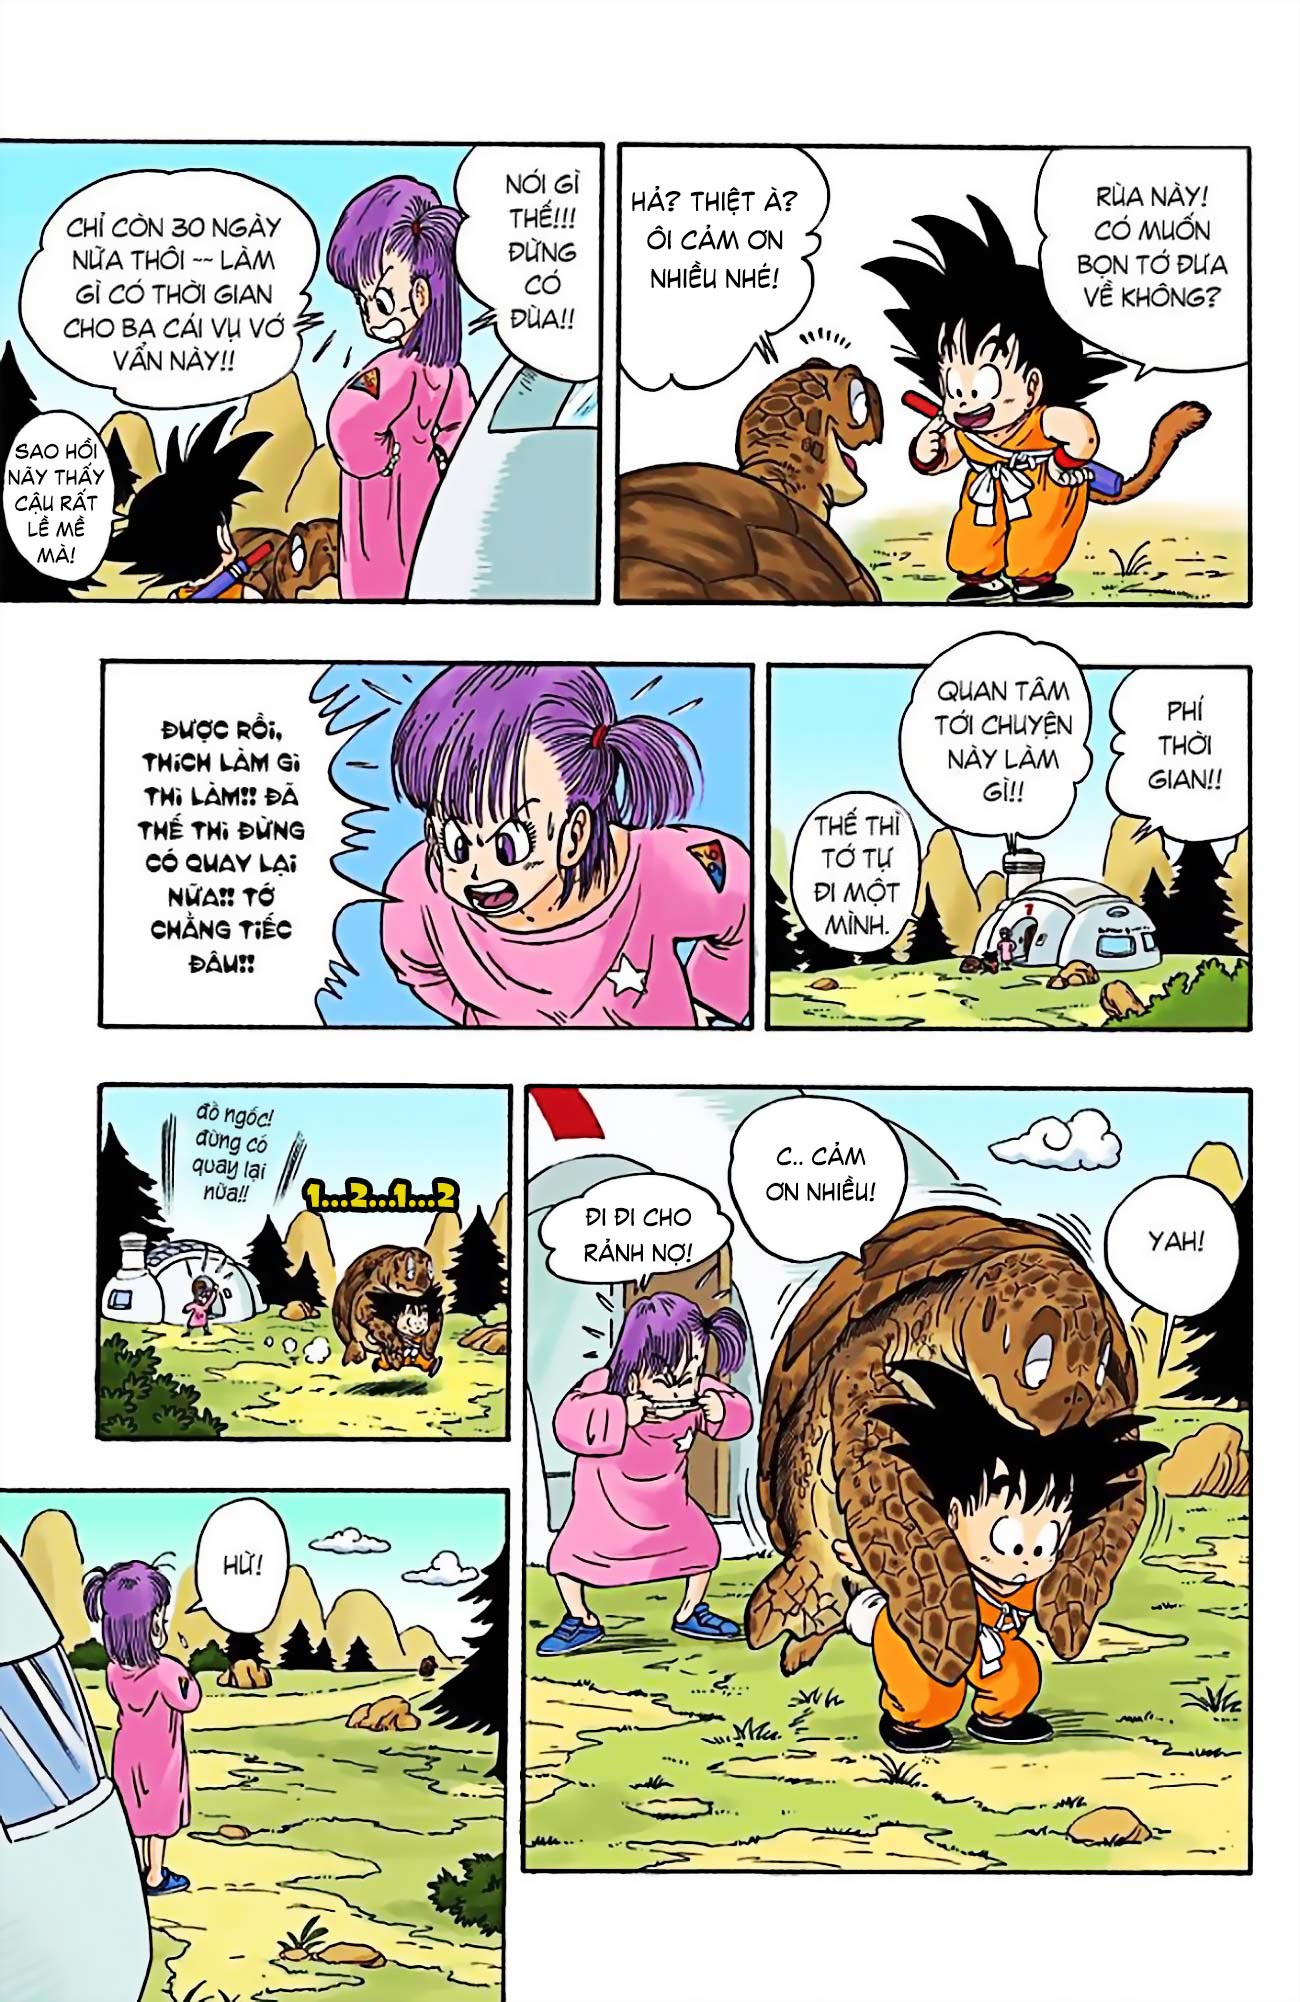 RÙA NÀY!
CÓ MUỐN
BỌN TỚ ĐƯA
VỀ KHÔNG?
HẢ? THIỆT À?
ÔI CẢM ƠN
NHIỀU NHÉ!
NÓI GÌ
THẾ!!!
ĐỪNG
CÓ
ĐÙA!!
CHỈ CÒN 30 NGÀY
NỮA THÔI ~~ LÀM
GÌ CÓ THỜI GIAN
CHO BA CÁI VỤ VỚ
VẨN NÀY!!
SAO HỒI
NÂY THẤY
CẬU RẤT
LỀ MỀ
MÀ!
PHÍ
THỜI
GIAN!!
QUAN TÂM
TỚI CHUYỆN
NÀY LÀM
GÌ!!
THẾ THÌ
TỚ TỰ
ĐI MỘT
MÌNH.
ĐƯỢC RỒI,
THÍCH LÀM GÌ
THÌ LÀM!! ĐÃ
THẾ THÌ ĐỪNG
CÓ QUAY LẠI
NỮA!! TỚ
CHẲNG TIẾC
ĐÂU!!
YAH!
C.. CẢM
ƠN NHIỀU!
ĐI ĐI CHO
RẢNH NỢ!
đồ ngốc!
đừng có
quay lại
nữa!!
1...2...1...2
HỪ!